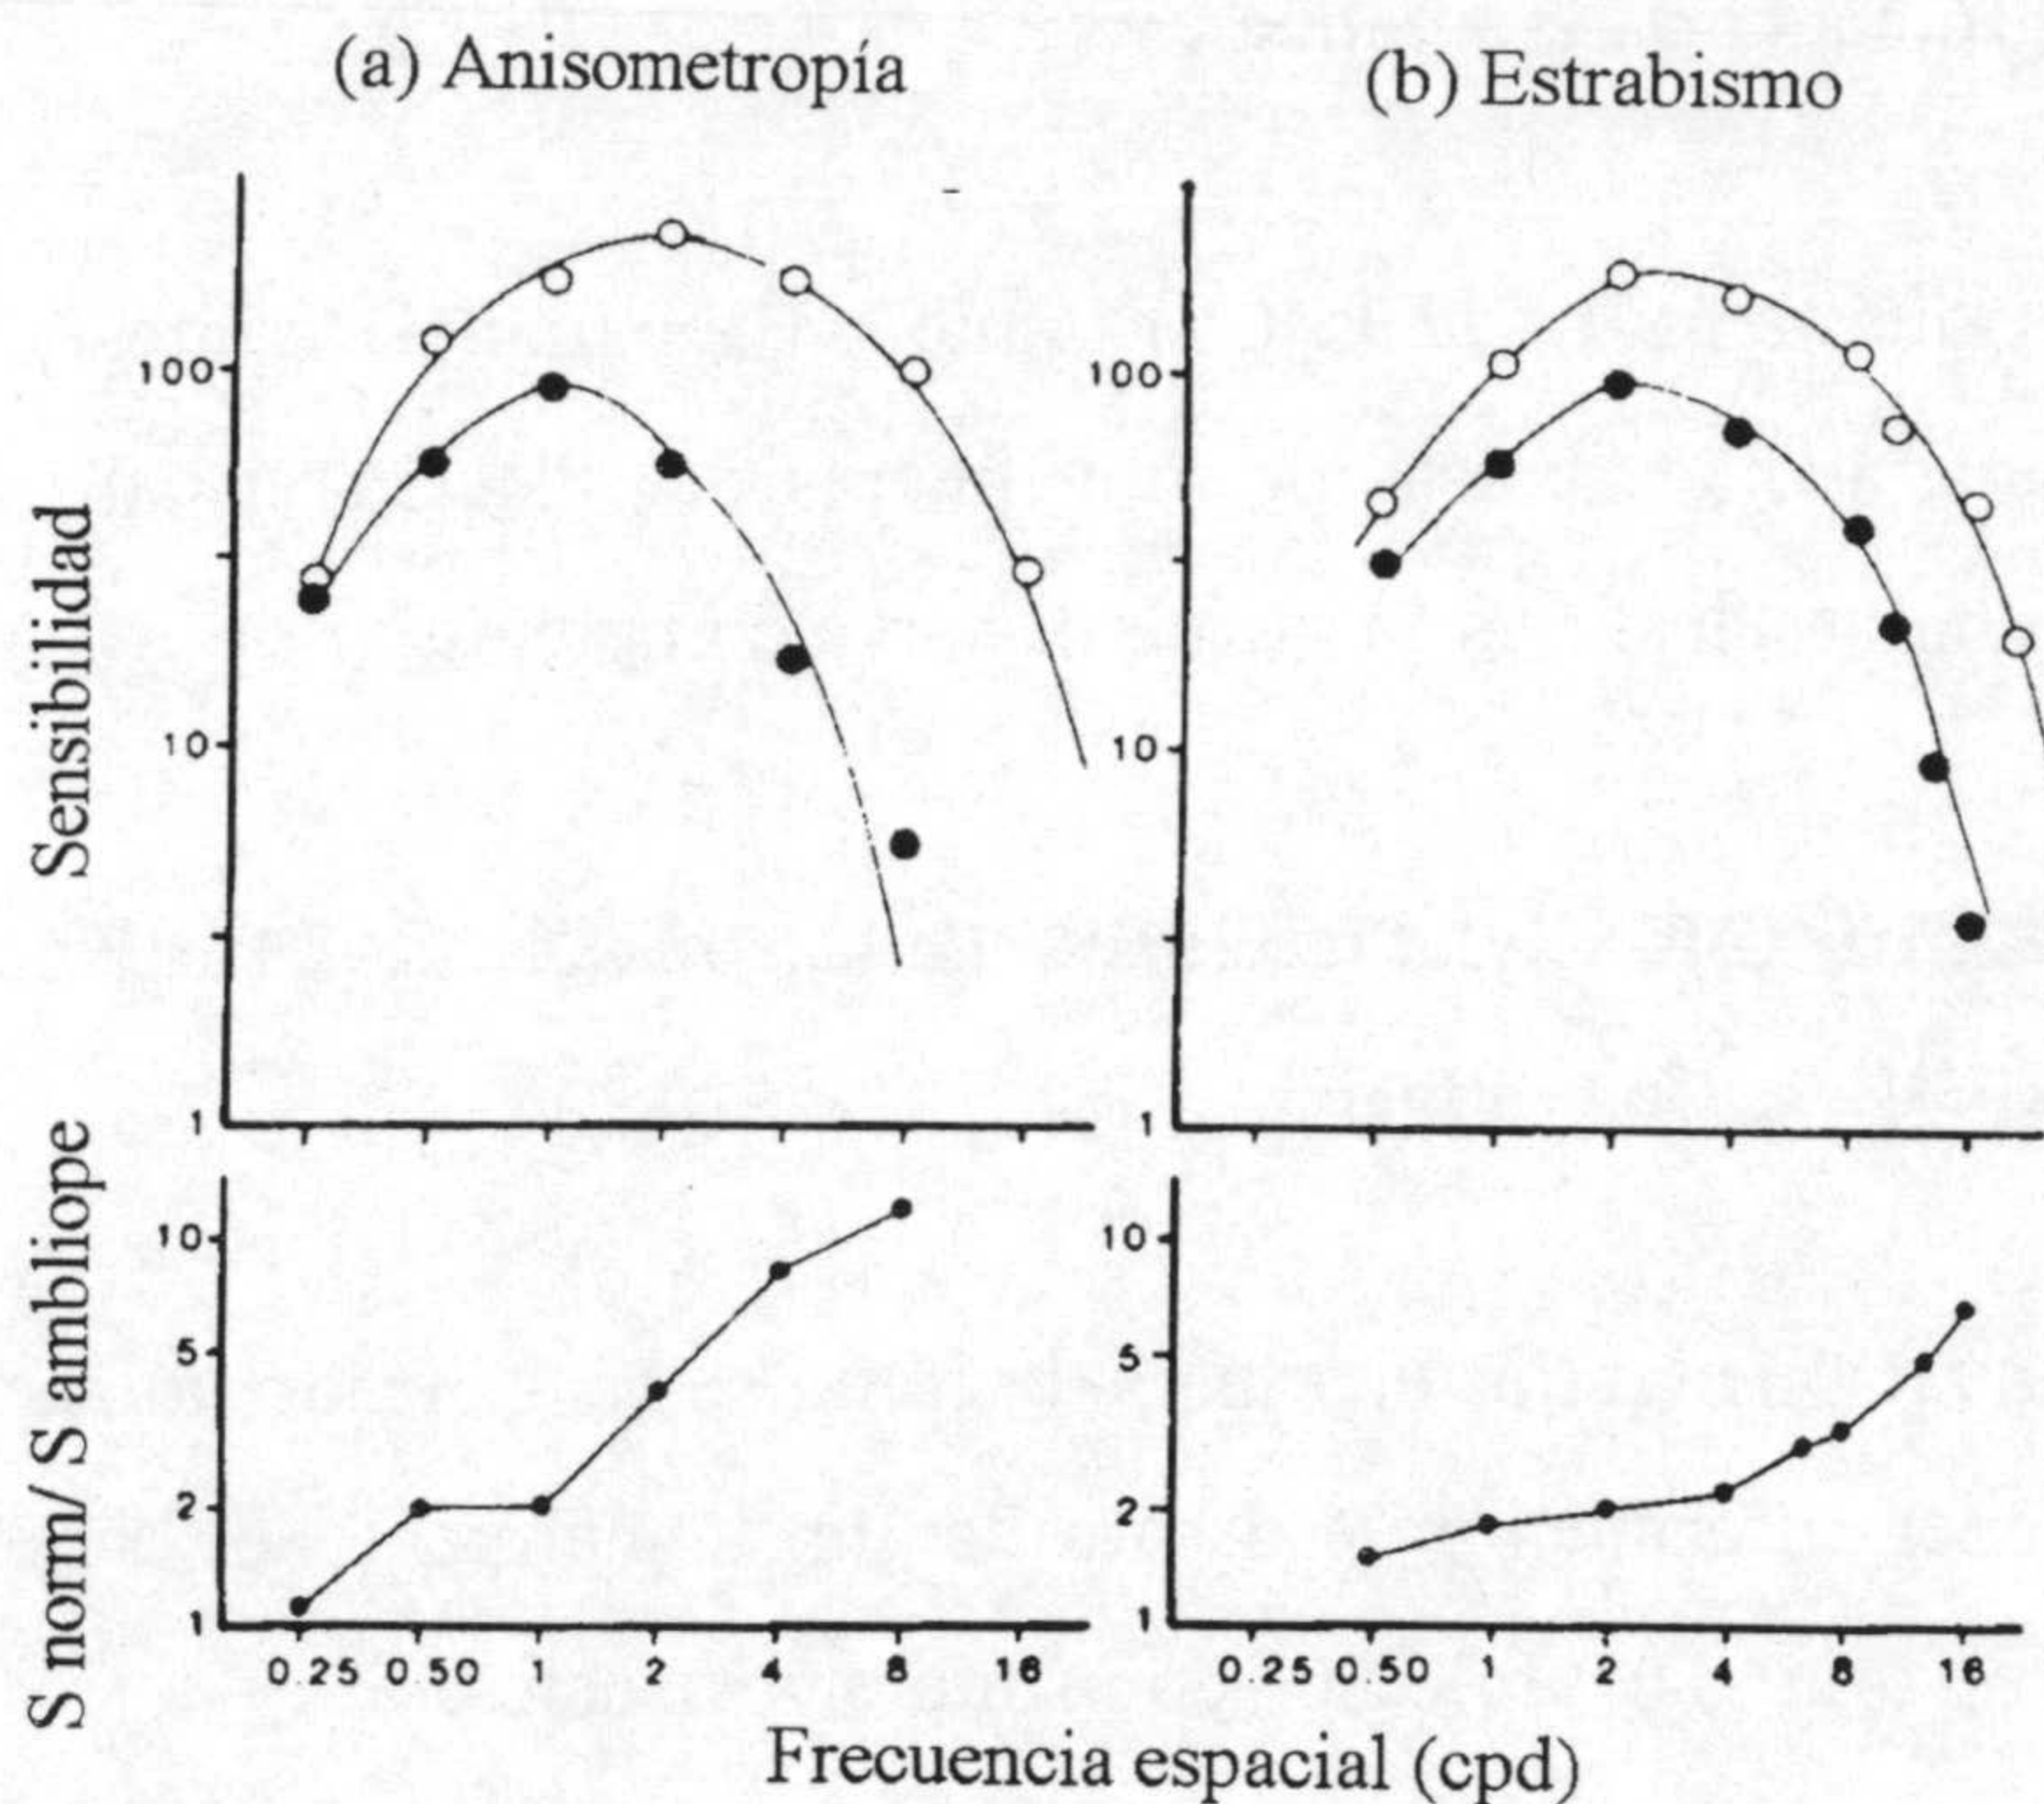 (a) Anisometropía
(b) Estrabismo
Sensibilidad
100
10
1
100
10
1
S norm/ S ambliope
10
5
2
1
0.25 0.50 1 2 4 8 16
10
5
2
1
0.25 0.50 1 2 4 8 16
Frecuencia espacial (cpd)